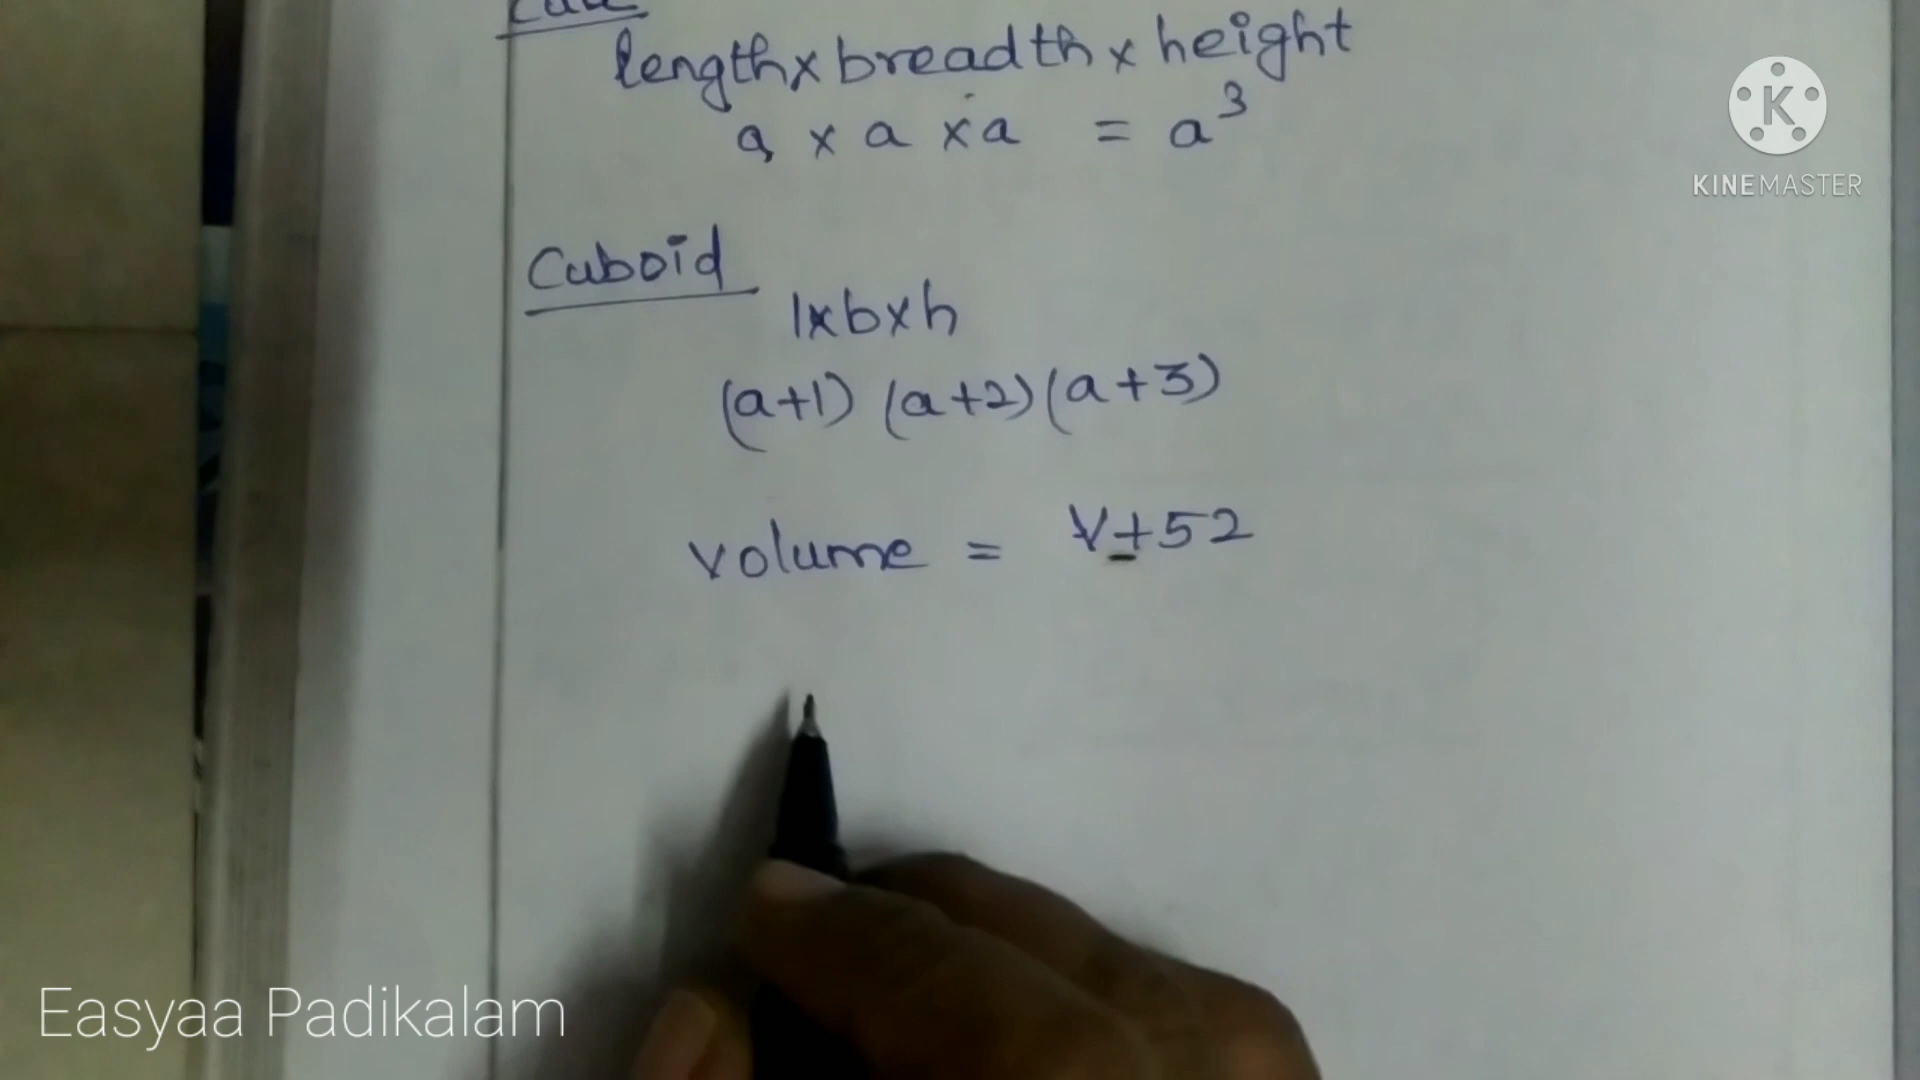 length x breadth x height
a x a x a = a³
K
KINEMASTER
Cuboid
l x b x h
(a+1) (a+2) (a+3)
volume = V+52
Easyaa Padikalam